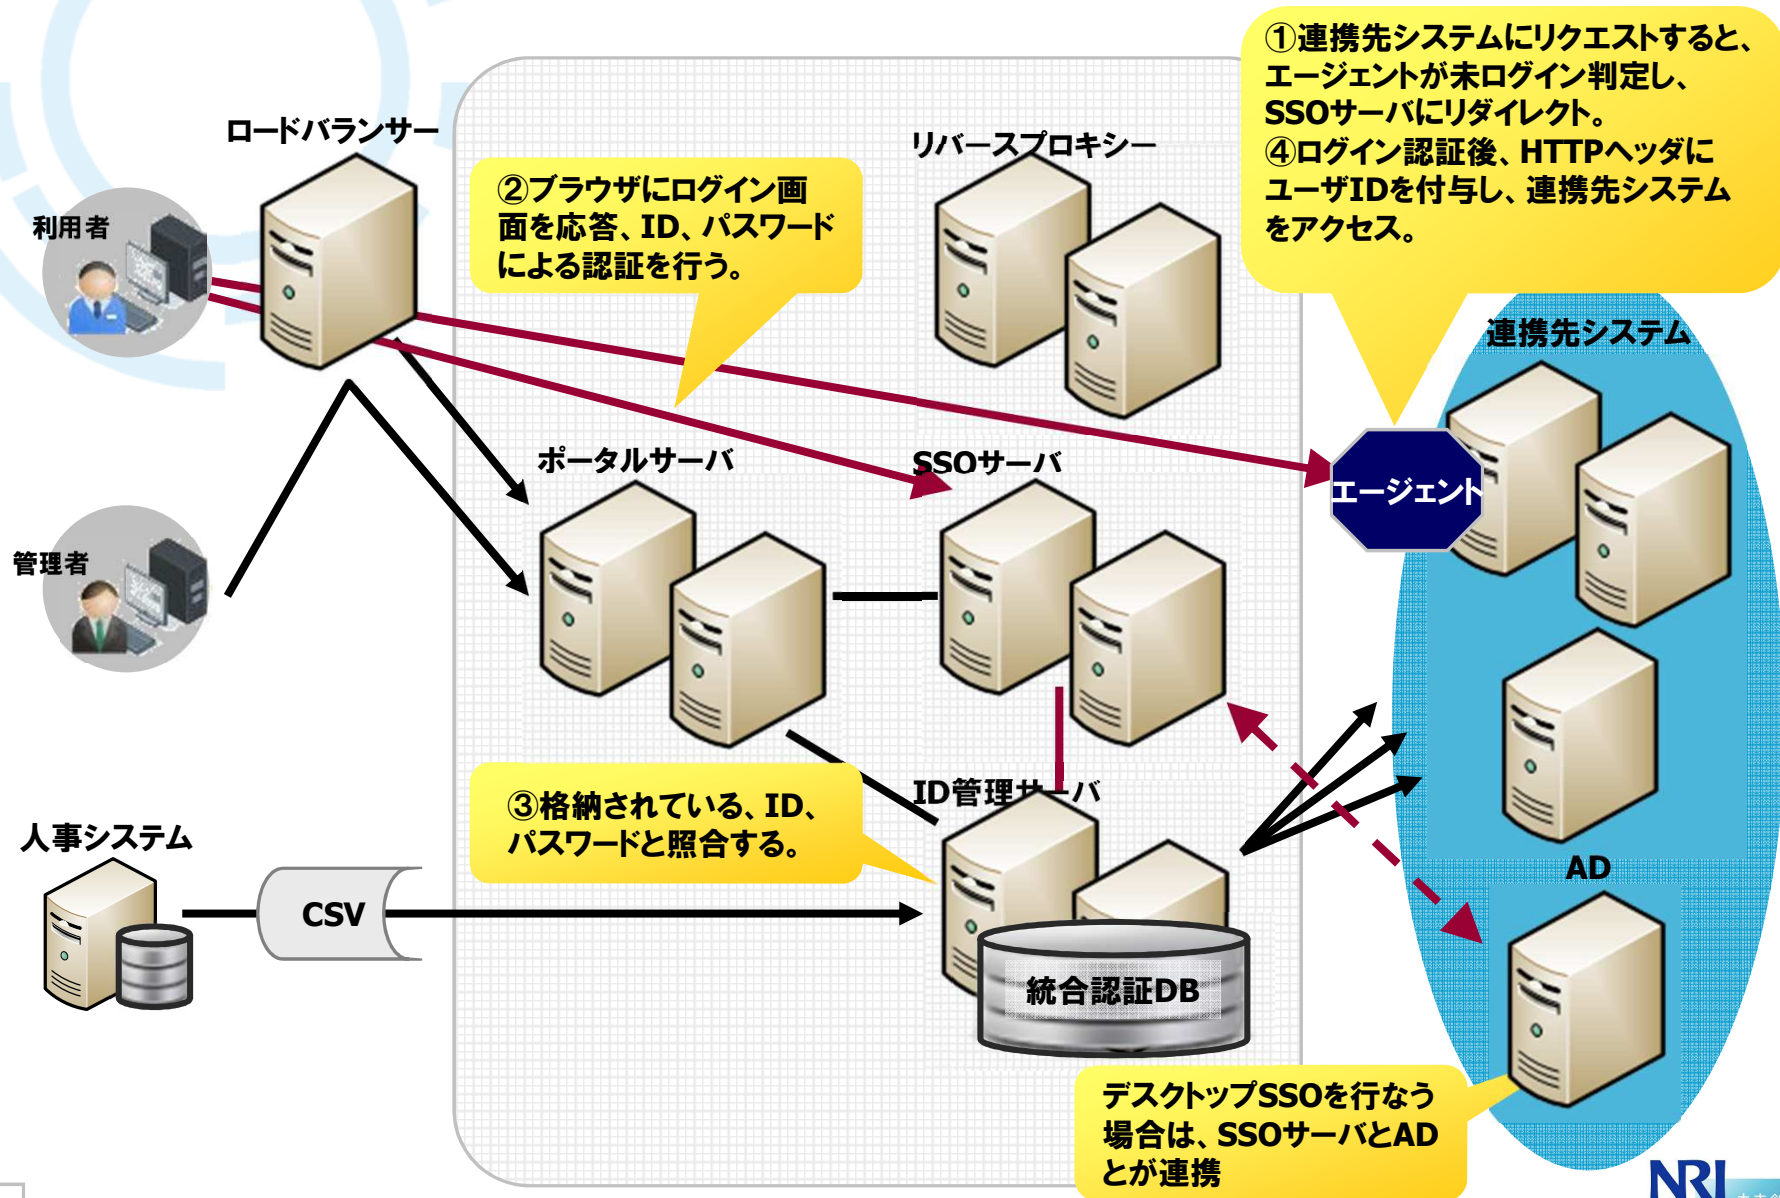 ①連携先システムにリクエストすると、
エージェントが未ログイン判定し、
SSOサーバにリダイレクト。
④ログイン認証後、HTTPヘッダに
ユーザIDを付与し、連携先システム
をアクセス。
ロードバランサー
リバースプロキシー
②ブラウザにログイン画
面を応答、ID、パスワード
による認証を行う。
利用者
連携先システム
ポータルサーバ
SSOサーバ
エージェント
管理者
ID管理サーバ
③格納されている、ID、
パスワードと照合する。
人事システム
AD
CSV
統合認証DB
デスクトップSSOを行なう
場合は、SSOサーバとAD
とが連携
NRI